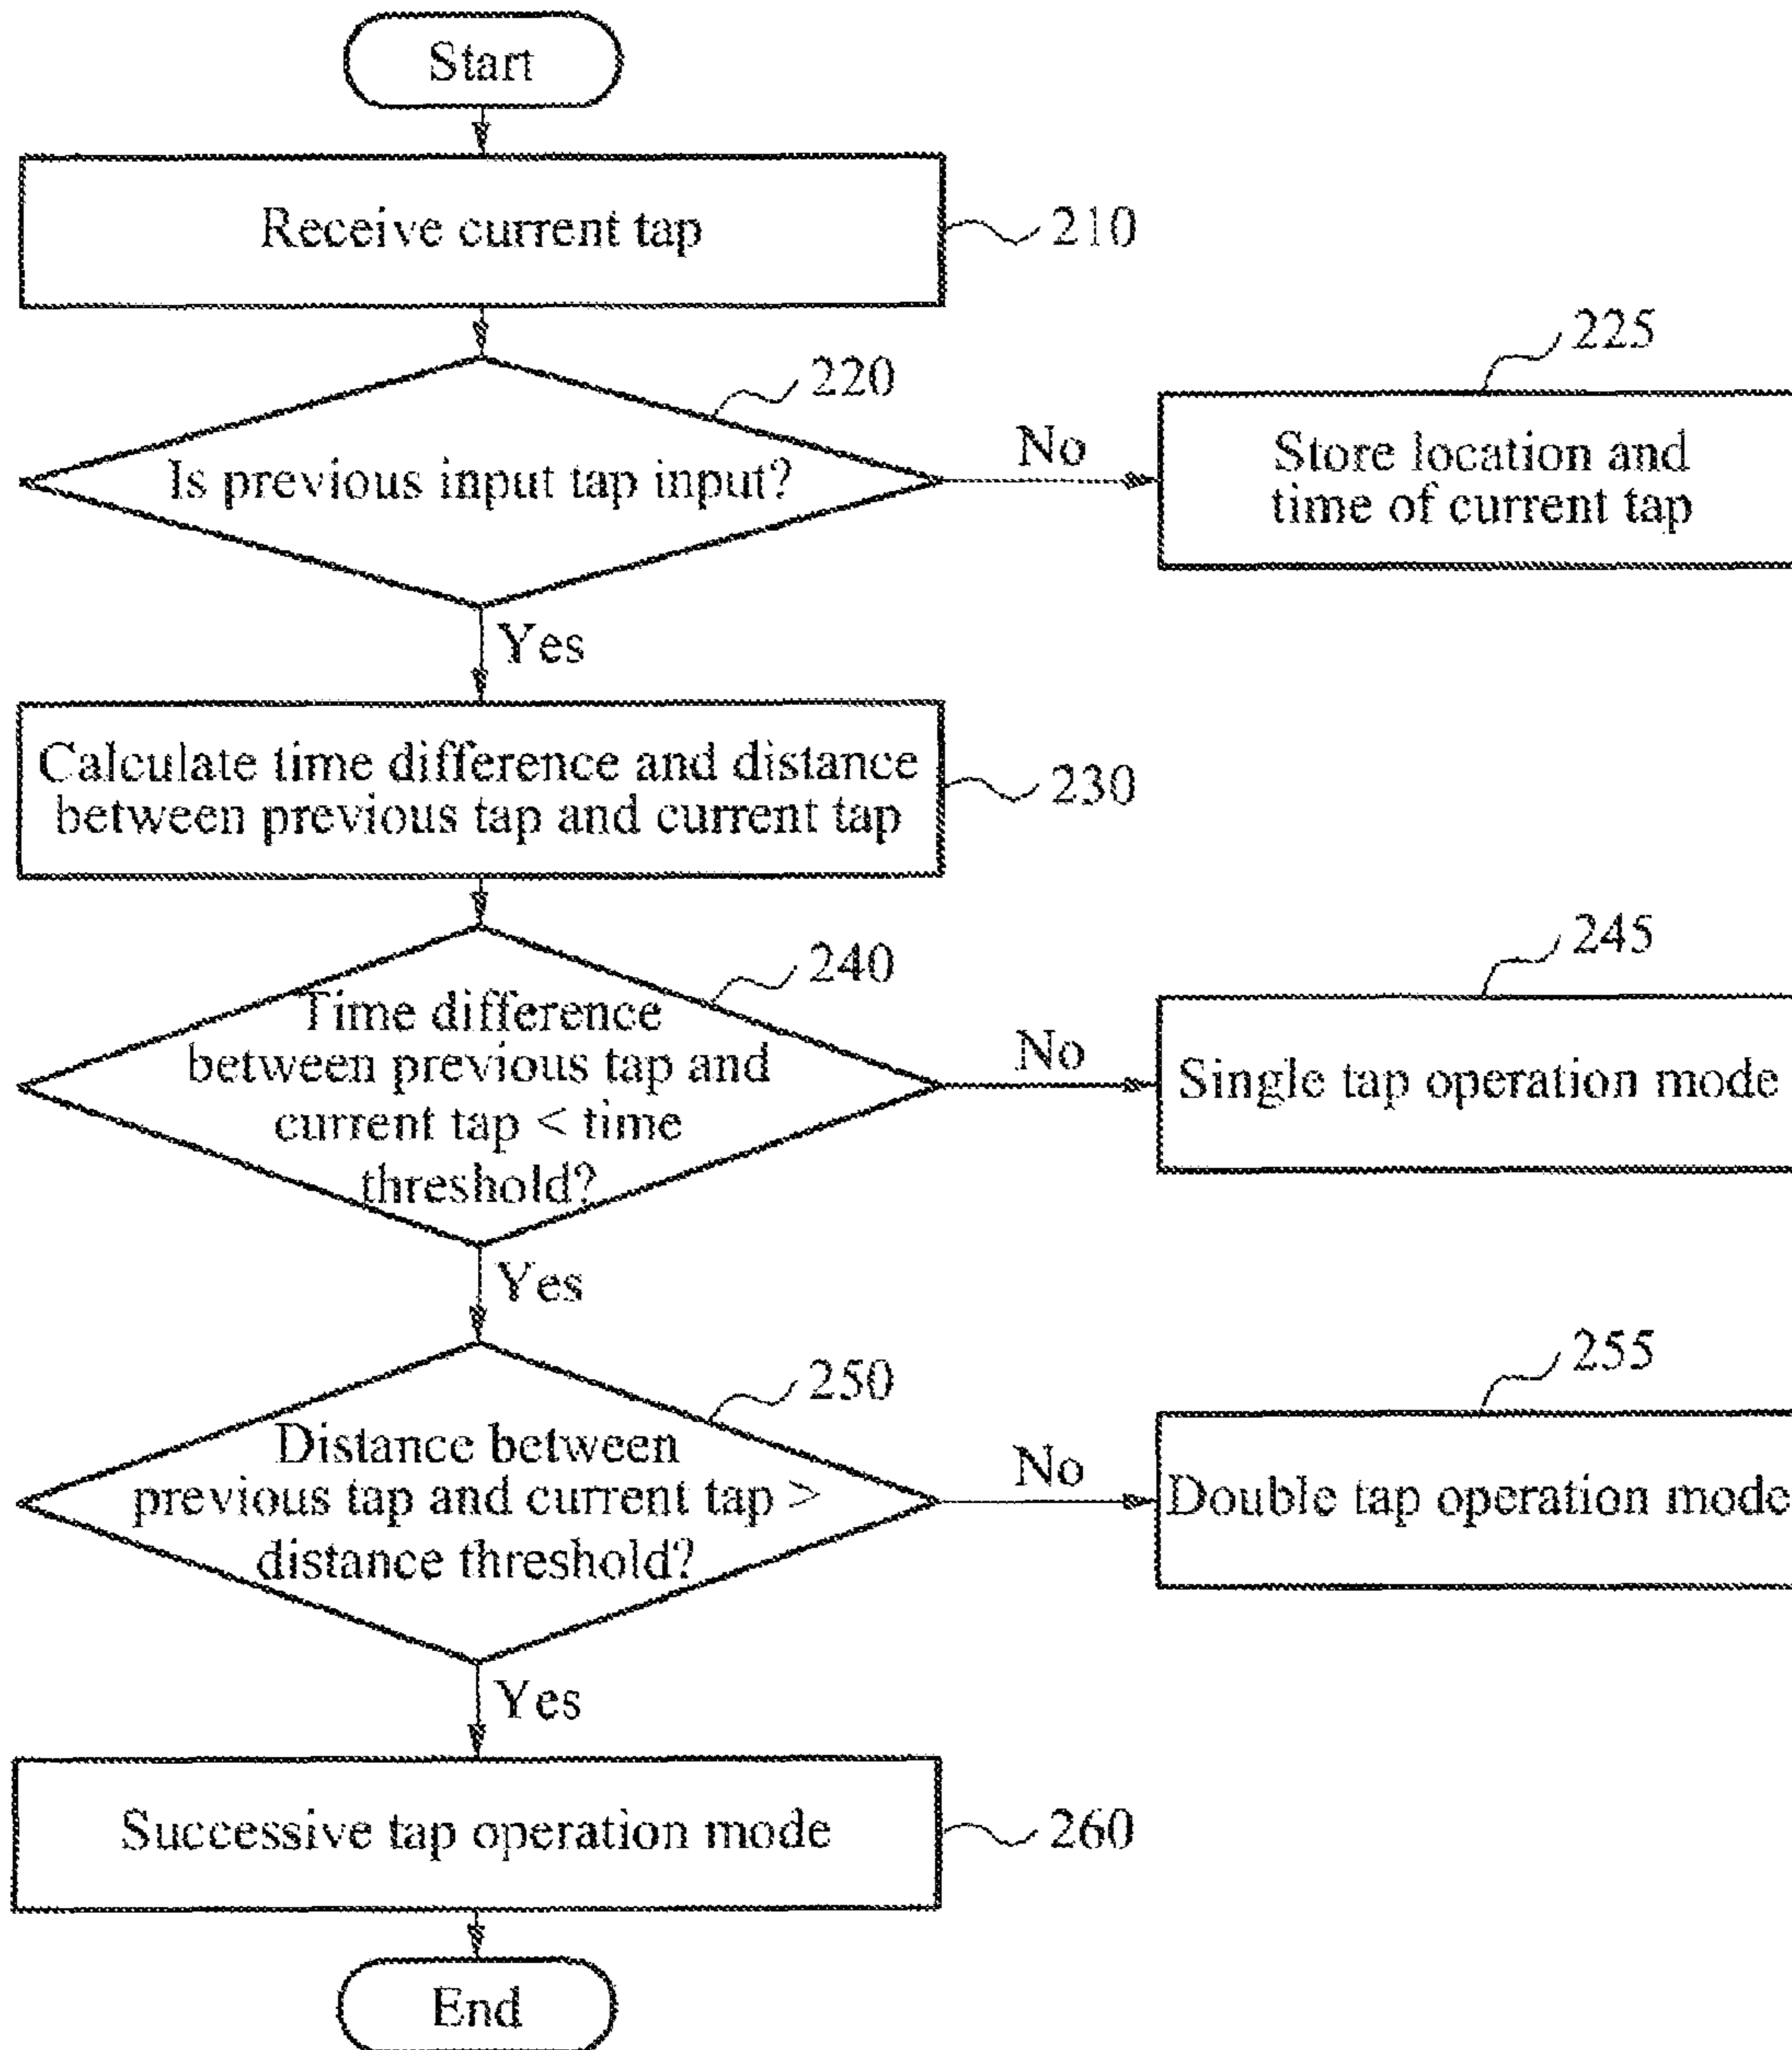 Start
Receive current tap
210
220
Is previous input tap input?
No
225
Store location and
time of current tap
Yes
Calculate time difference and distance
between previous tap and current tap
230
240
Time difference
between previous tap and
current tap < time
threshold?
No
245
Single tap operation mode
Yes
250
Distance between
previous tap and current tap >
distance threshold?
No
255
Double tap operation mode
Yes
Successive tap operation mode
260
End